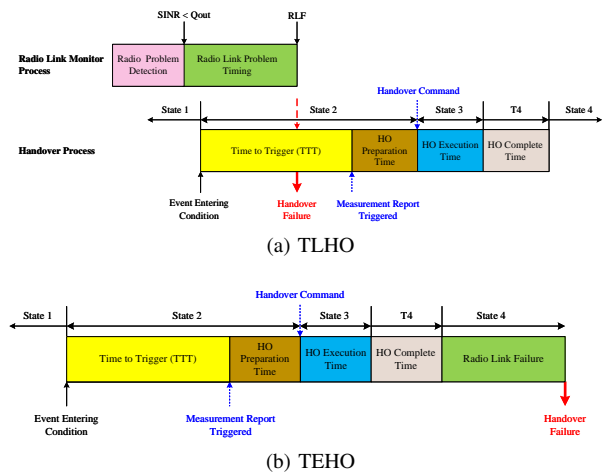 SINR < Qout
RLF
Radio Link Monitor
Process
Radio Problem
Detection
Radio Link Problem
Timing
Handover Command
State 1
State 2
State 3
T4
State 4
Handover Process
Time to Trigger (TTT)
HO
Preparation
Time
HO Execution
Time
HO Complete
Time
Event Entering
Condition
Handover
Failure
Measurement Report
Triggered
(a) TLHO
Handover Command
State 1
State 2
State 3
T4
State 4
Time to Trigger (TTT)
HO
Preparation
Time
HO Execution
Time
HO Complete
Time
Radio Link Failure
Event Entering
Condition
Measurement Report
Triggered
Handover
Failure
(b) TEHO